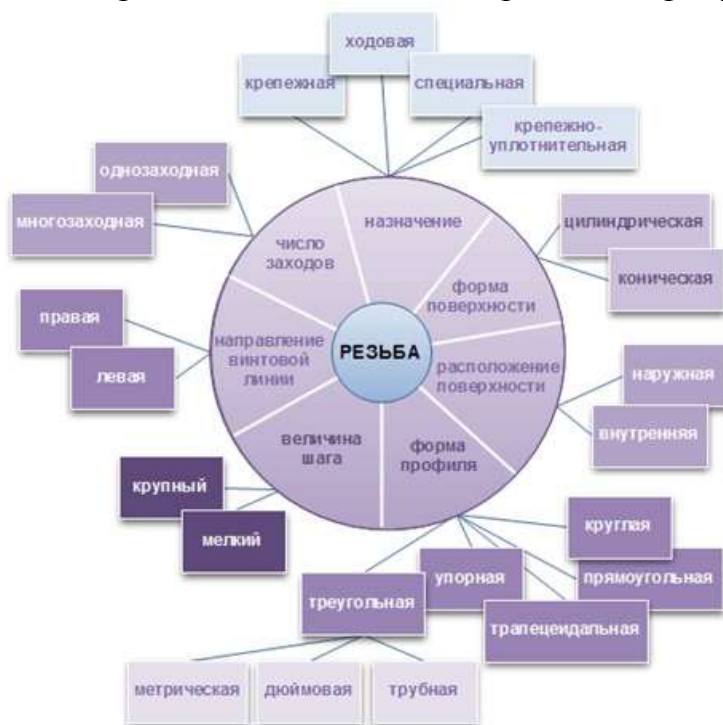 ходовая
крепежная
специальная
крепежно-
уплотнительная
однозаходная
многозаходная
назначение
число
заходов
цилиндрическая
коническая
форма
поверхности
правая
левая
направление
винтовой
линии
РЕЗЬБА
расположение
поверхности
наружная
внутренняя
величина
шага
форма
профиля
крупный
мелкий
круглая
упорная
прямоугольная
треугольная
трапецеидальная
метрическая
дюймовая
трубная